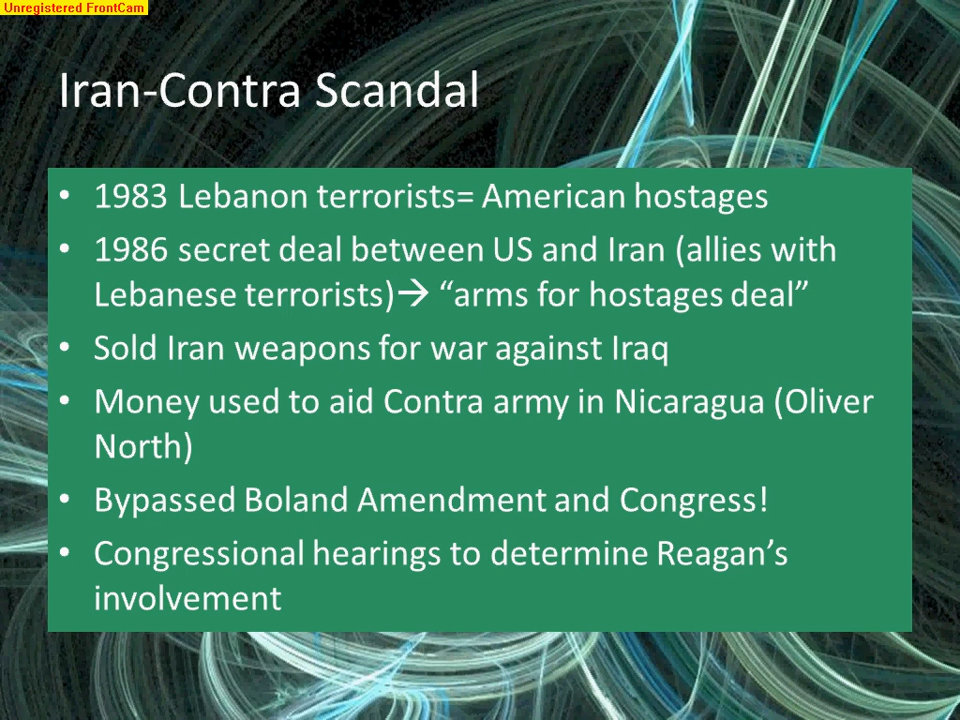 Unregistered FrontCam
Iran-Contra Scandal
• 1983 Lebanon terrorists= American hostages
• 1986 secret deal between US and Iran (allies with
Lebanese terrorists)→ “arms for hostages deal”
• Sold Iran weapons for war against Iraq
• Money used to aid Contra army in Nicaragua (Oliver
North)
• Bypassed Boland Amendment and Congress!
• Congressional hearings to determine Reagan’s
involvement